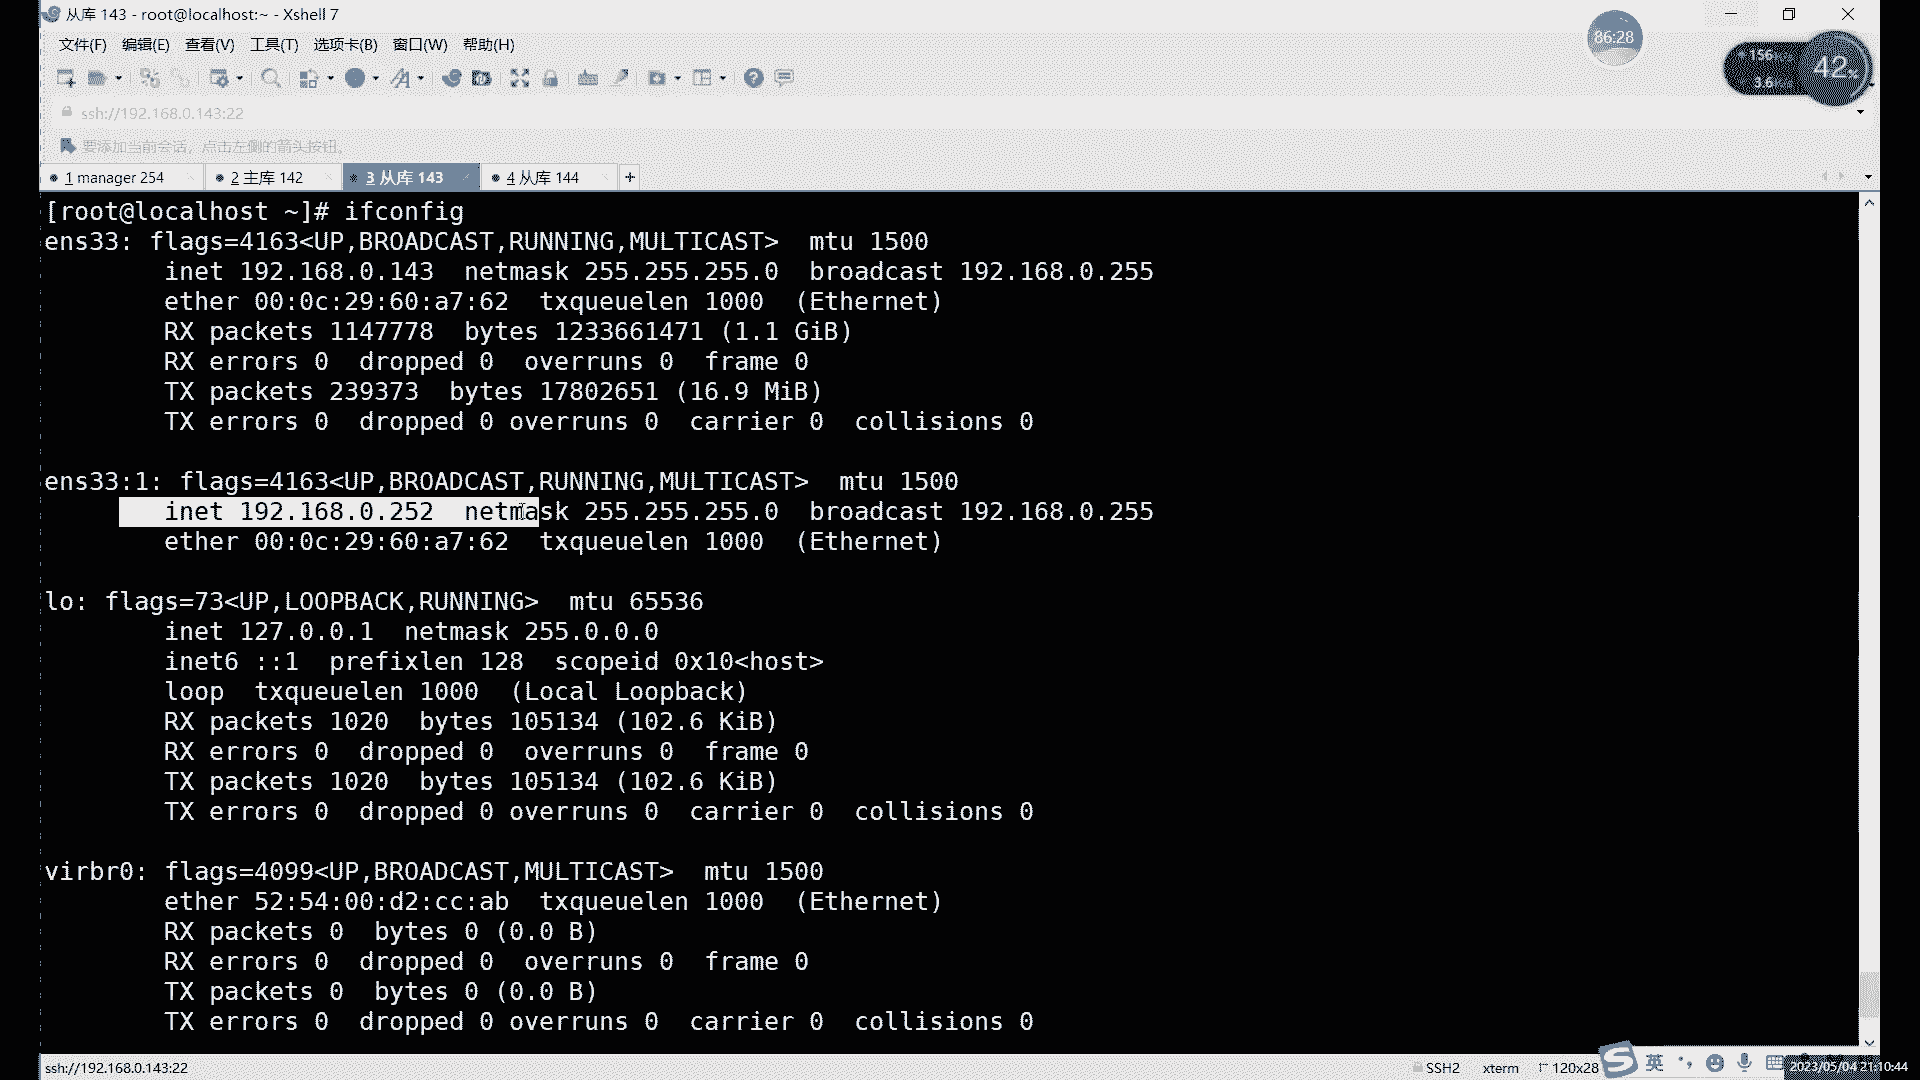 从库 143 - root@localhost:~ - Xshell 7
86:28
文件(F) 编辑(E) 查看(V) 工具(T) 选项卡(B) 窗口(W) 帮助(H)
42%
ssh://192.168.0.143:22
要添加当前会话，点击左侧的箭头按钮。
1 manager 254 2 主库 142 3 从库 143 4 从库 144 +
[root@localhost ~]# ifconfig
ens33: flags=4163<UP,BROADCAST,RUNNING,MULTICAST>  mtu 1500
inet 192.168.0.143  netmask 255.255.255.0  broadcast 192.168.0.255
ether 00:0c:29:60:a7:62  txqueuelen 1000  (Ethernet)
RX packets 1147778  bytes 1233661471 (1.1 GiB)
RX errors 0  dropped 0  overruns 0  frame 0
TX packets 239373  bytes 17802651 (16.9 MiB)
TX errors 0  dropped 0 overruns 0  carrier 0  collisions 0
ens33:1: flags=4163<UP,BROADCAST,RUNNING,MULTICAST>  mtu 1500
inet 192.168.0.252  netmask 255.255.255.0  broadcast 192.168.0.255
ether 00:0c:29:60:a7:62  txqueuelen 1000  (Ethernet)
lo: flags=73<UP,LOOPBACK,RUNNING>  mtu 65536
inet 127.0.0.1  netmask 255.0.0.0
inet6 ::1  prefixlen 128  scopeid 0x10<host>
loop  txqueuelen 1000  (Local Loopback)
RX packets 1020  bytes 105134 (102.6 KiB)
RX errors 0  dropped 0  overruns 0  frame 0
TX packets 1020  bytes 105134 (102.6 KiB)
TX errors 0  dropped 0 overruns 0  carrier 0  collisions 0
virbr0: flags=4099<UP,BROADCAST,MULTICAST>  mtu 1500
ether 52:54:00:d2:cc:ab  txqueuelen 1000  (Ethernet)
RX packets 0  bytes 0 (0.0 B)
RX errors 0  dropped 0  overruns 0  frame 0
TX packets 0  bytes 0 (0.0 B)
TX errors 0  dropped 0 overruns 0  carrier 0  collisions 0
ssh://192.168.0.143:22 SSH2 xterm 120x28 英 2023/05/04 21:10:44